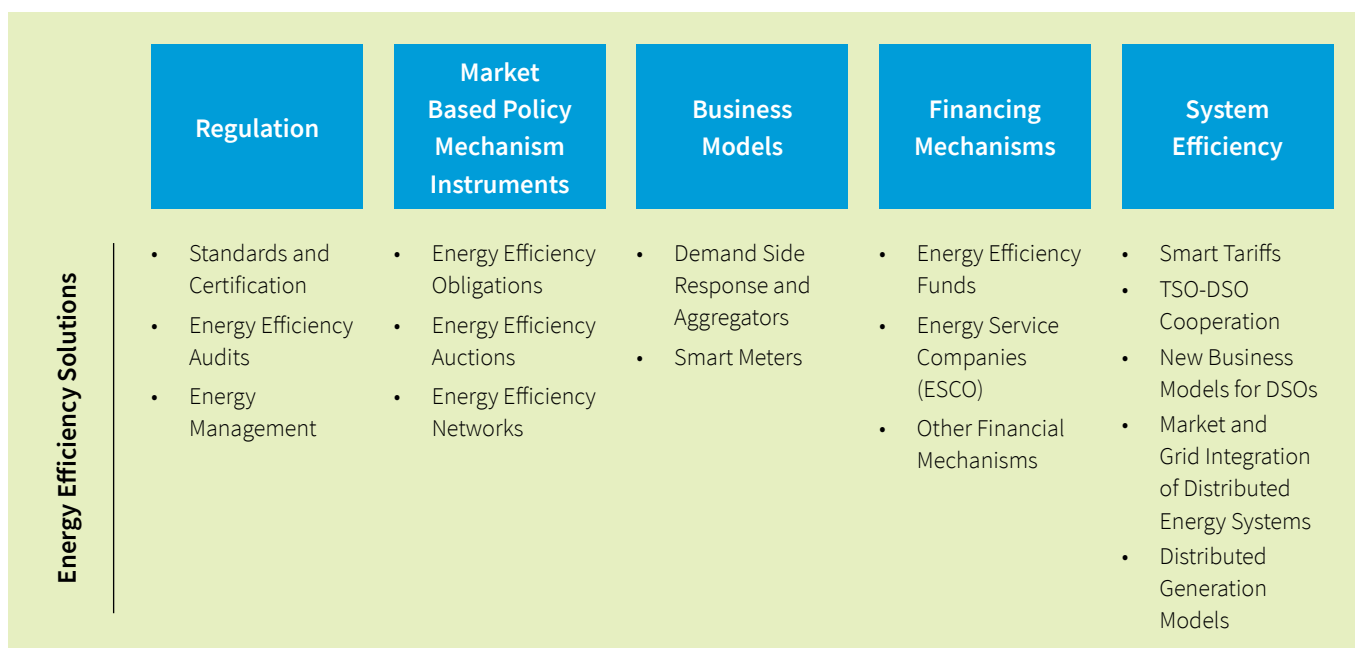 Regulation
Market
Based Policy
Mechanism
Instruments
Business
Models
Financing
Mechanisms
System
Efficiency
Energy Efficiency Solutions
• Standards and
Certification
• Energy Efficiency
Audits
• Energy
Management
• Energy Efficiency
Obligations
• Energy Efficiency
Auctions
• Energy Efficiency
Networks
• Demand Side
Response and
Aggregators
• Smart Meters
• Energy Efficiency
Funds
• Energy Service
Companies
(ESCO)
• Other Financial
Mechanisms
• Smart Tariffs
• TSO-DSO
Cooperation
• New Business
Models for DSOs
• Market and
Grid Integration
of Distributed
Energy Systems
• Distributed
Generation
Models